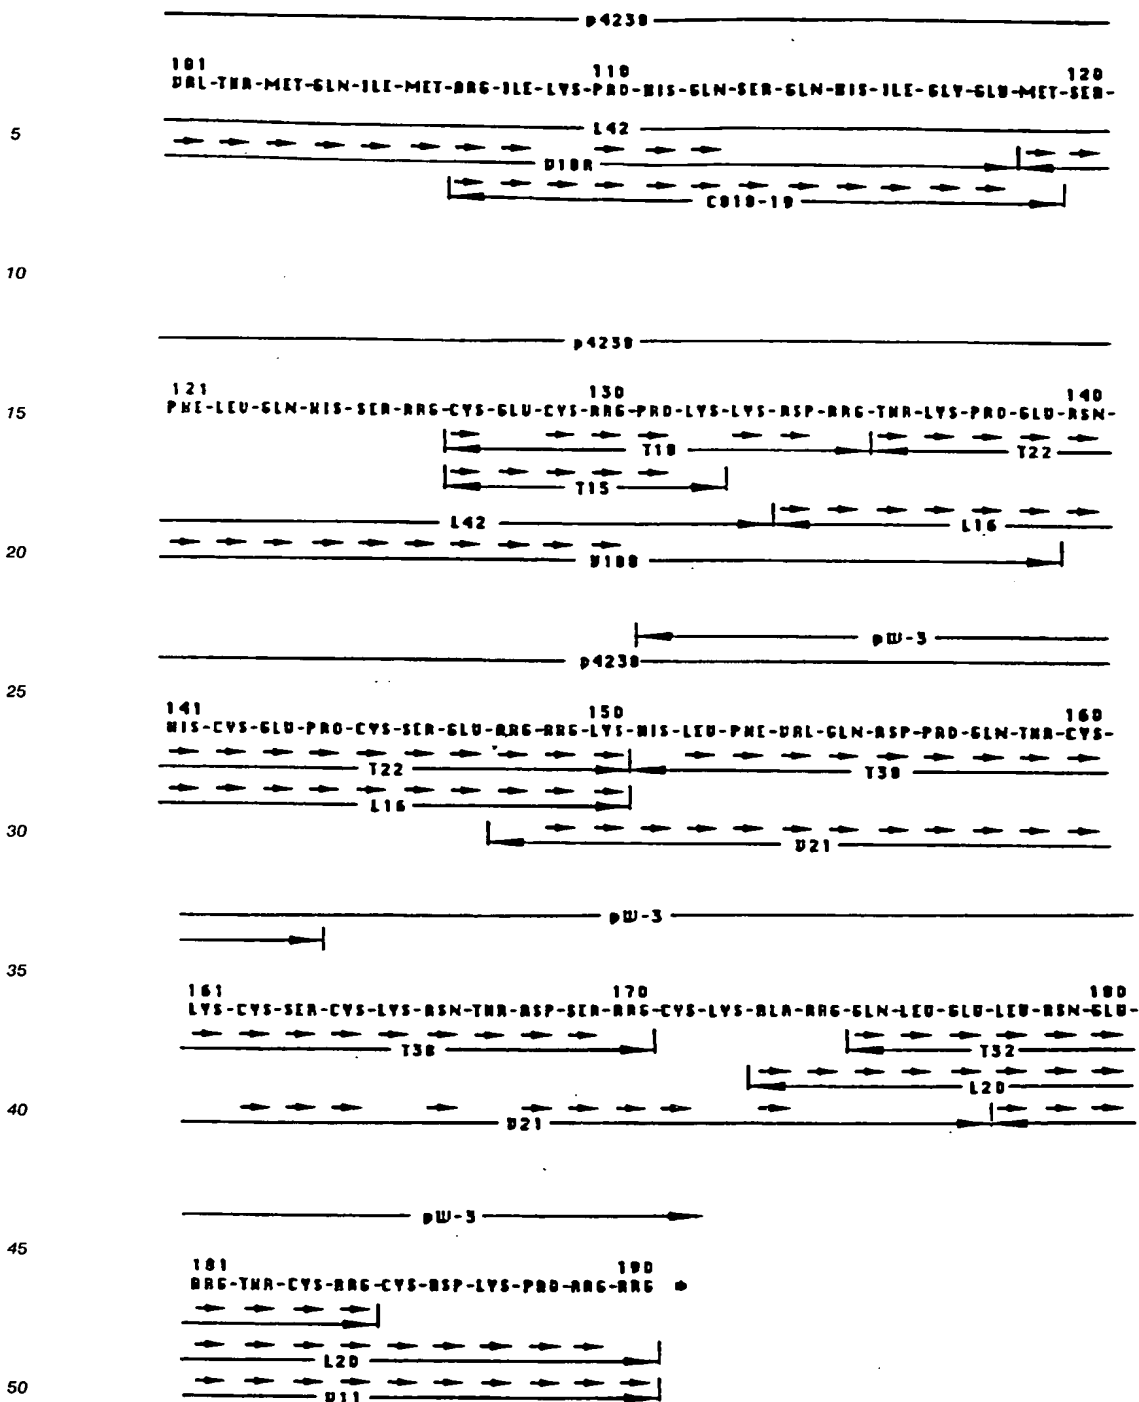 p4238
101 110 120
VAL-THR-MET-GLN-ILE-MET-ARG-ILE-LYS-PRO-HIS-GLN-SER-GLN-HIS-ILE-GLY-GLU-MET-SER-
5
L42
V18A
CB18-19
10
p4238
121 130 140
15
PHE-LEU-GLN-HIS-SER-ARG-CYS-GLU-CYS-ARG-PRO-LYS-LYS-ASP-ARG-THR-LYS-PRO-GLU-ASN-
T18 T22
T15
L42 L16
20
V18B
pW-3
p4238
25
141 150 160
HIS-CYS-GLU-PRO-CYS-SER-GLU-ARG-ARG-LYS-HIS-LEU-PHE-VAL-GLN-ASP-PRO-GLN-THR-CYS-
T22 T38
L16
30
V21
pW-3
35
161 170 180
LYS-CYS-SER-CYS-LYS-ASN-THR-ASP-SER-ARG-CYS-LYS-ALA-ARG-GLN-LEU-GLU-LEU-ASN-GLU-
T38 T32
L20
40
V21
pW-3
45
181 190
ARG-THR-CYS-ARG-CYS-ASP-LYS-PRO-ARG-ARG
L20
50
V11